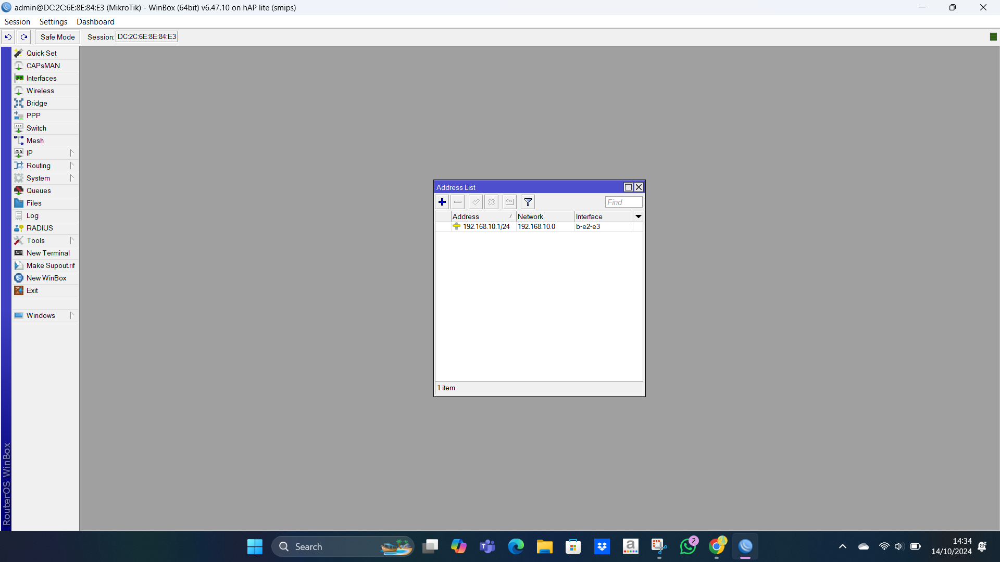 admin@DC:2C:6E:8E:84:E3 (MikroTik) - WinBox (64bit) v6.47.10 on hAP lite (smips)
Session Settings Dashboard
Safe Mode Session: DC:2C:6E:8E:84:E3
Quick Set
CAPsMAN
Interfaces
Wireless
Bridge
PPP
Switch
Mesh
255 IP
Routing
System
Queues
Files
Log
RADIUS
Tools
New Terminal
Make Supout.rif
New WinBox
Exit
Windows
RouterOS WinBox
Address List
Find
Address Network Interface
192.168.10.1/24 192.168.10.0 b-e2-e3
1 item
Search
2
14:34
14/10/2024